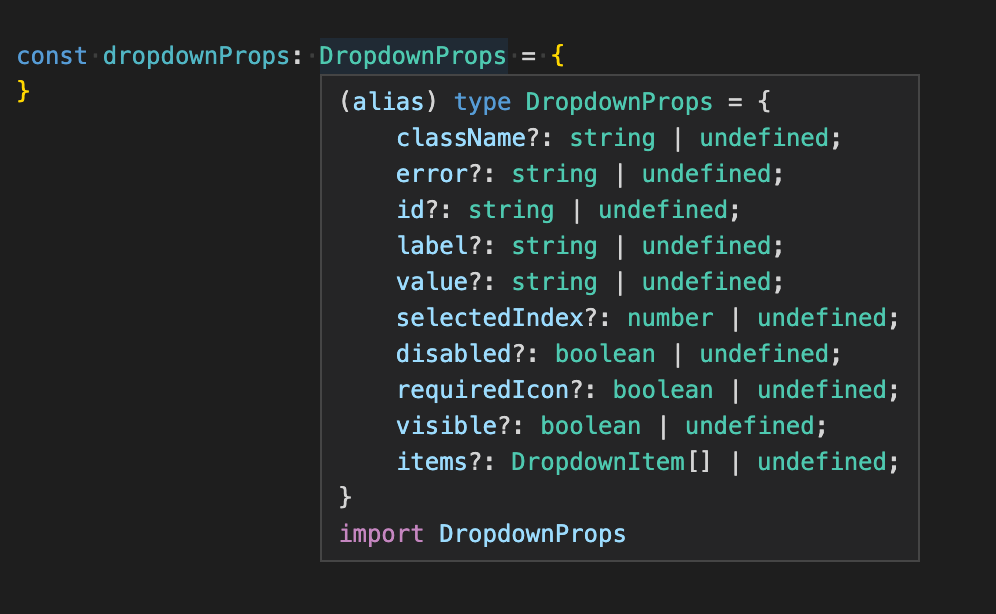 const dropdownProps: DropdownProps = {
}
(alias) type DropdownProps = {
    className?: string | undefined;
    error?: string | undefined;
    id?: string | undefined;
    label?: string | undefined;
    value?: string | undefined;
    selectedIndex?: number | undefined;
    disabled?: boolean | undefined;
    requiredIcon?: boolean | undefined;
    visible?: boolean | undefined;
    items?: DropdownItem[] | undefined;
}
import DropdownProps